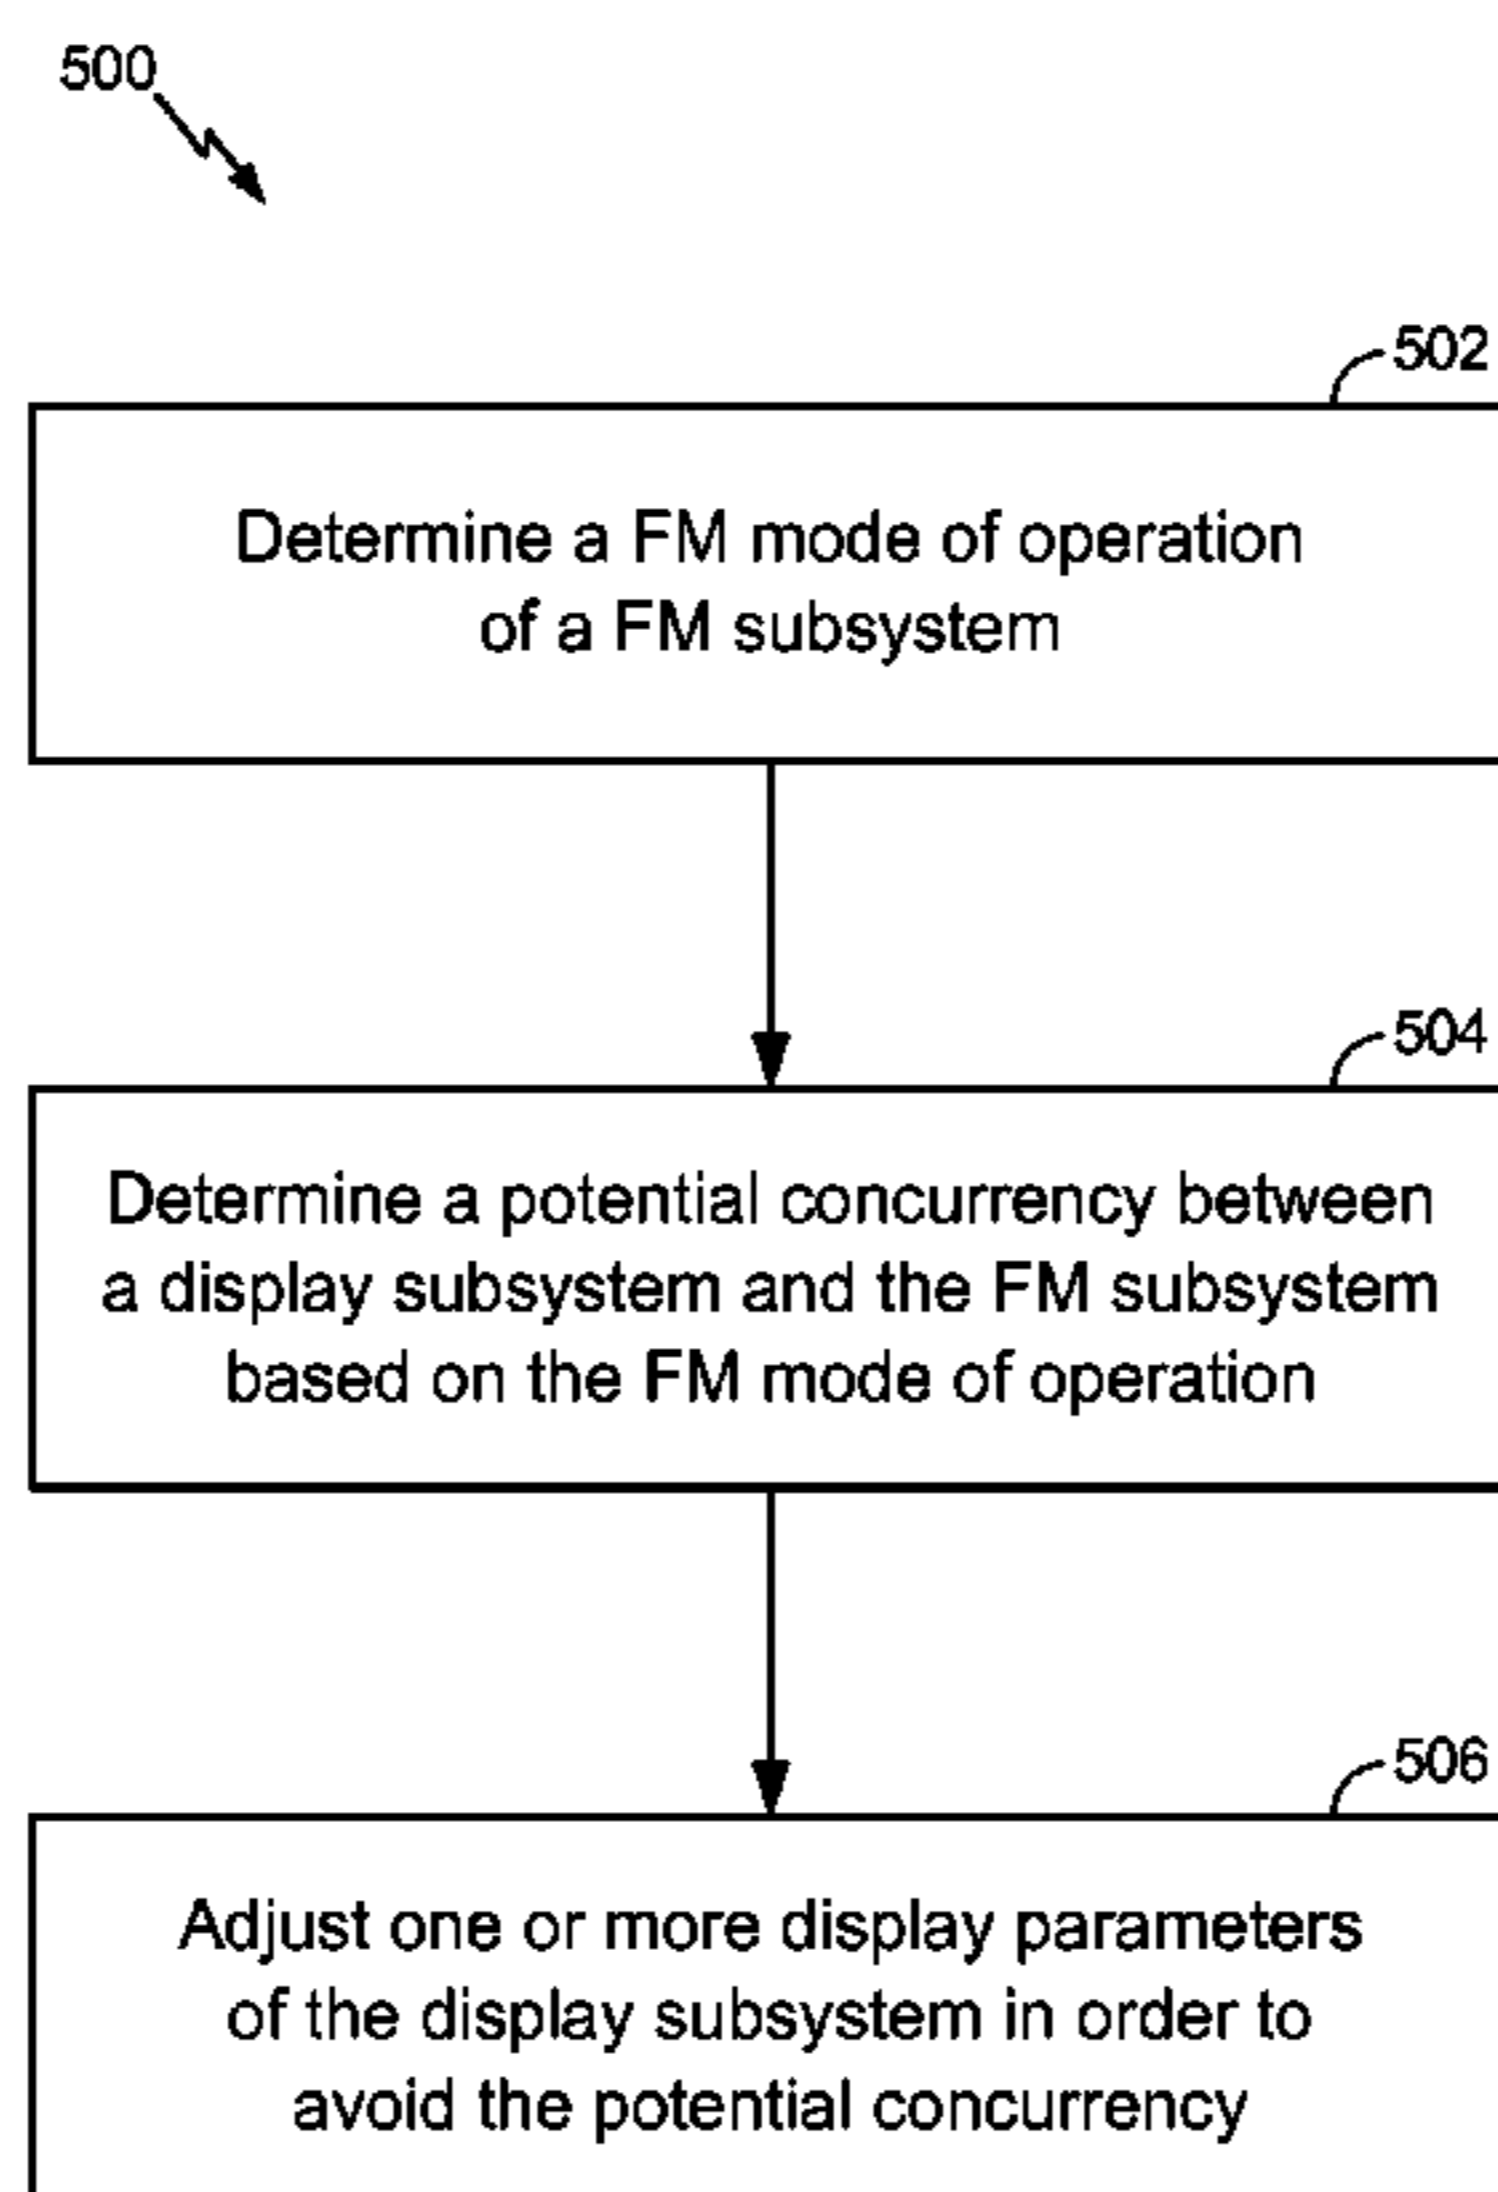 500
502
Determine a FM mode of operation
of a FM subsystem
504
Determine a potential concurrency between
a display subsystem and the FM subsystem
based on the FM mode of operation
506
Adjust one or more display parameters
of the display subsystem in order to
avoid the potential concurrency